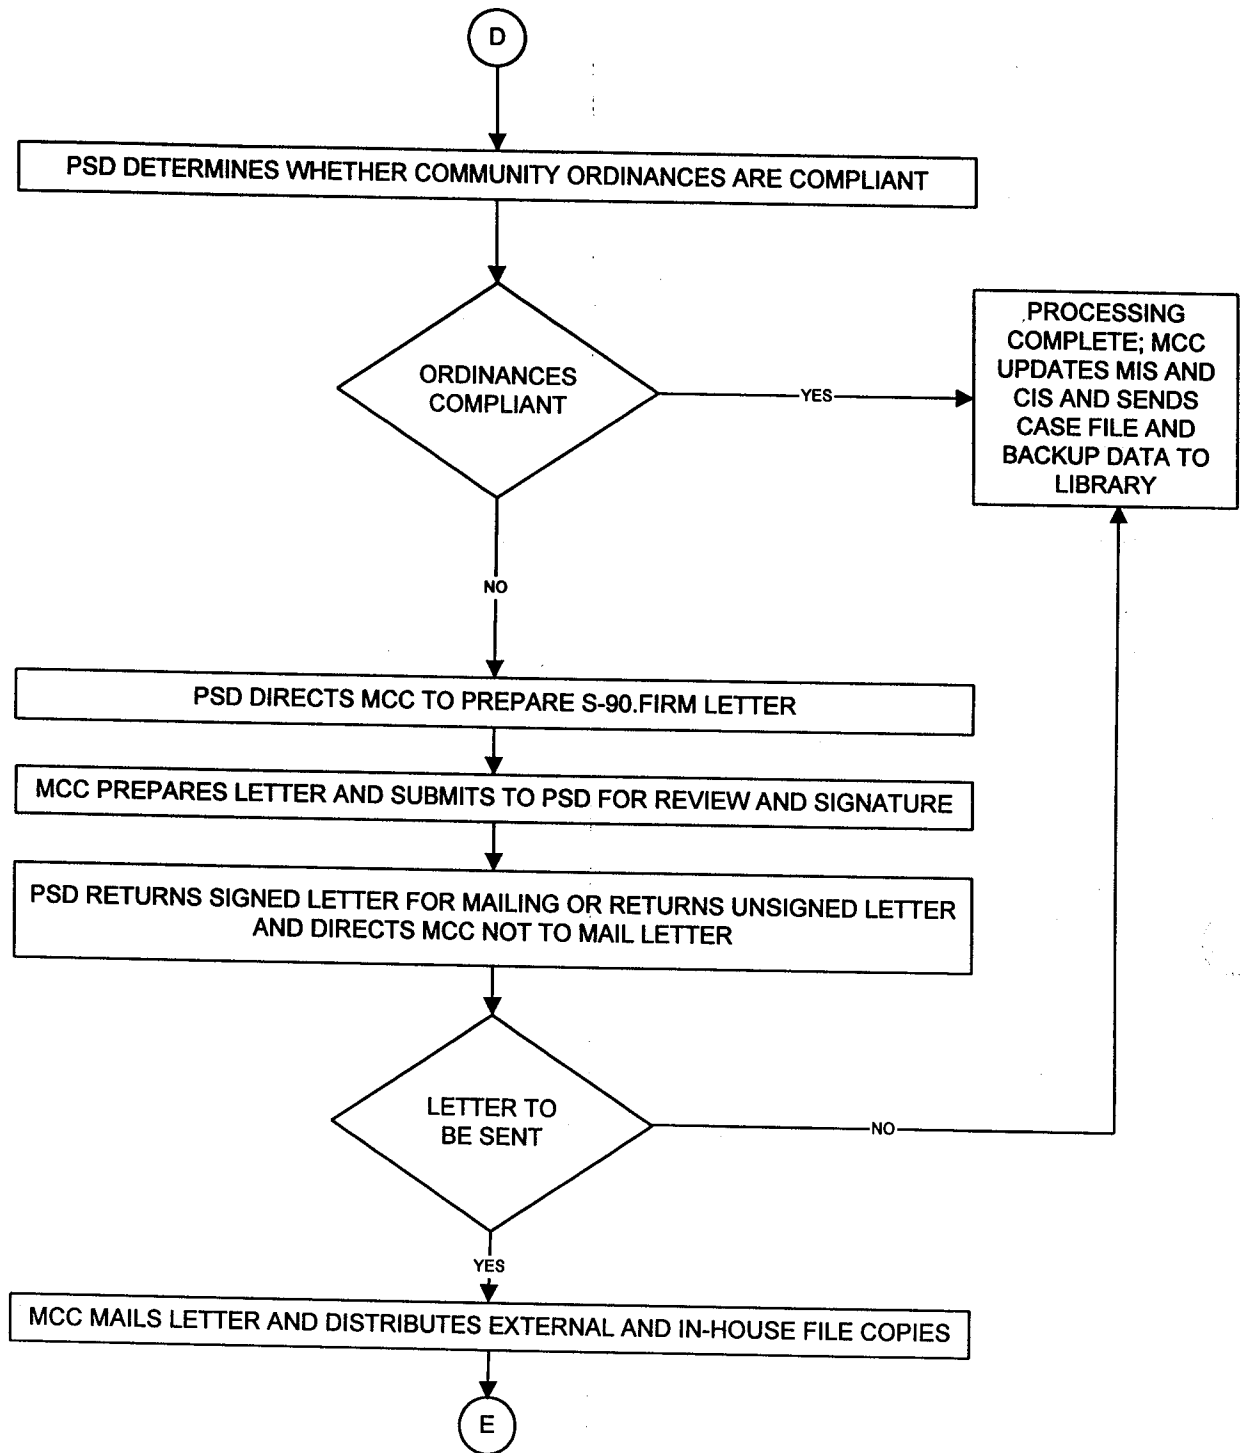 D
PSD DETERMINES WHETHER COMMUNITY ORDINANCES ARE COMPLIANT
ORDINANCES
COMPLIANT
YES
PROCESSING
COMPLETE; MCC
UPDATES MIS AND
CIS AND SENDS
CASE FILE AND
BACKUP DATA TO
LIBRARY
NO
PSD DIRECTS MCC TO PREPARE S-90.FIRM LETTER
MCC PREPARES LETTER AND SUBMITS TO PSD FOR REVIEW AND SIGNATURE
PSD RETURNS SIGNED LETTER FOR MAILING OR RETURNS UNSIGNED LETTER
AND DIRECTS MCC NOT TO MAIL LETTER
LETTER TO
BE SENT
NO
YES
MCC MAILS LETTER AND DISTRIBUTES EXTERNAL AND IN-HOUSE FILE COPIES
E